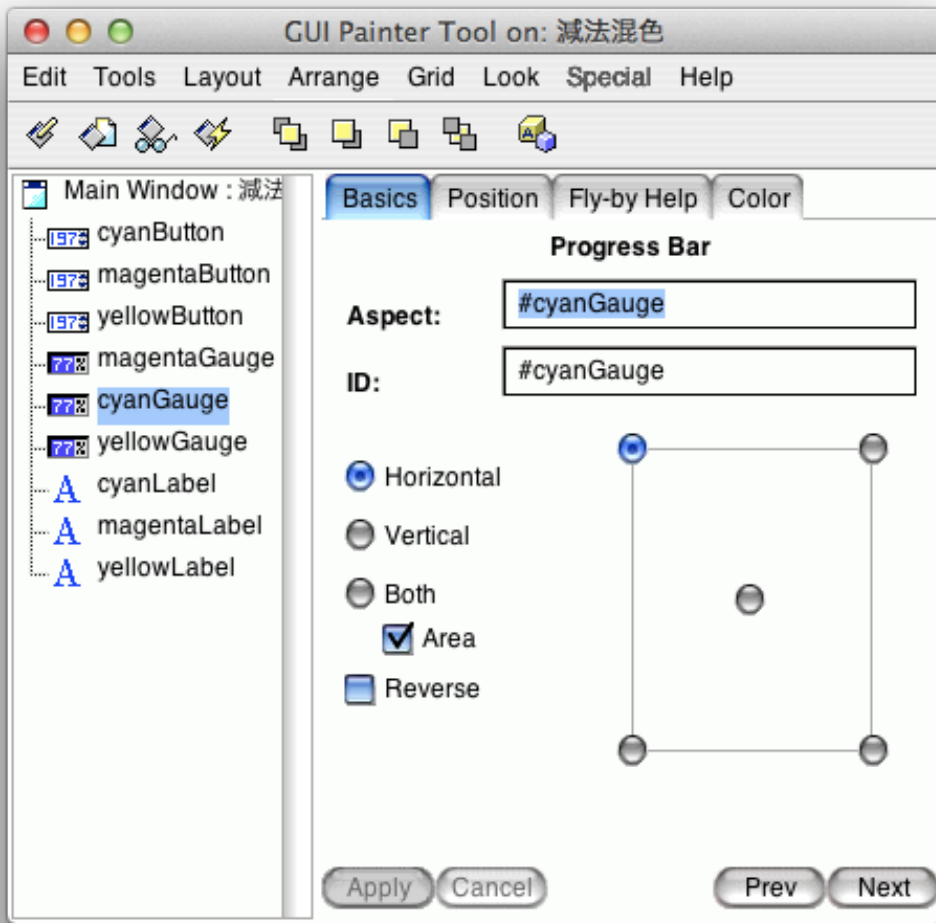 GUI Painter Tool on: 減法混色
Edit Tools Layout Arrange Grid Look Special Help
Main Window : 減法
cyanButton
magentaButton
yellowButton
magentaGauge
cyanGauge
yellowGauge
cyanLabel
magentaLabel
yellowLabel
Basics Position Fly-by Help Color
Progress Bar
Aspect: #cyanGauge
ID: #cyanGauge
Horizontal
Vertical
Both
Area
Reverse
Apply Cancel Prev Next